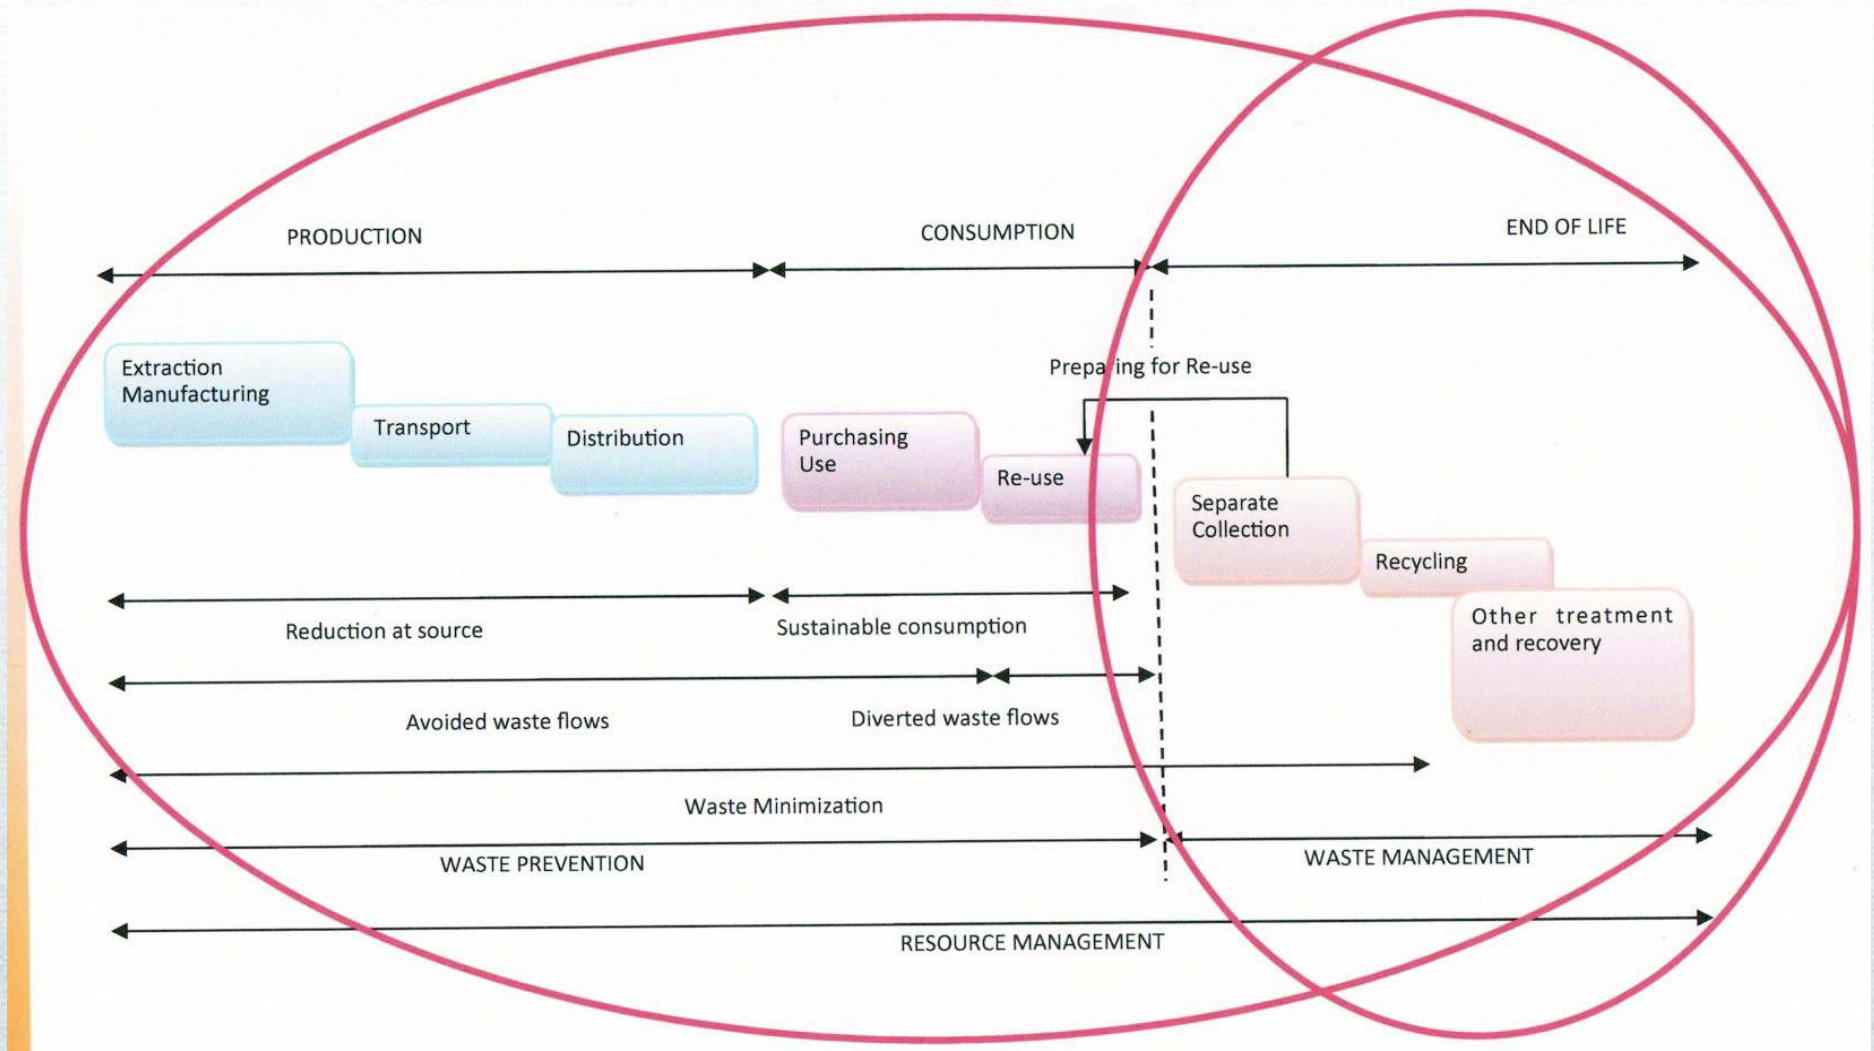 PRODUCTION
CONSUMPTION
END OF LIFE
Preparing for Re-use
Extraction
Manufacturing
Transport
Distribution
Purchasing
Use
Re-use
Separate
Collection
Recycling
Other treatment
and recovery
Reduction at source
Sustainable consumption
Avoided waste flows
Diverted waste flows
Waste Minimization
WASTE PREVENTION
WASTE MANAGEMENT
RESOURCE MANAGEMENT